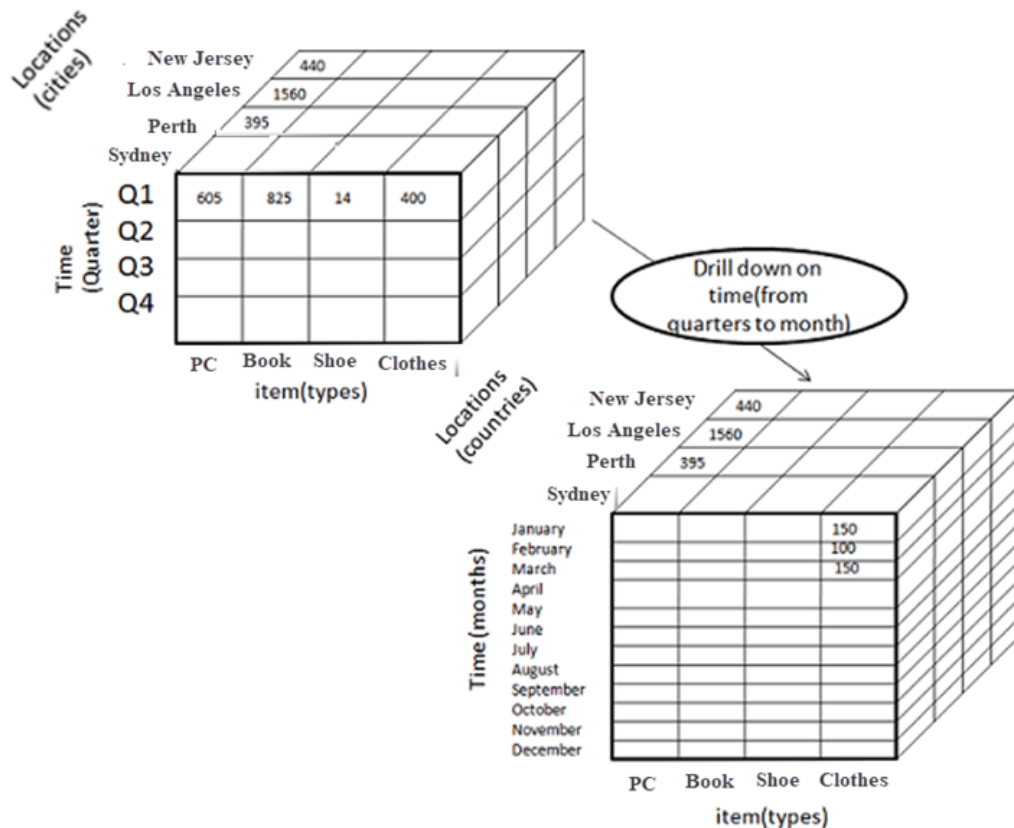 Locations
(cities)
New Jersey
440
Los Angeles
1560
Perth
395
Sydney
Time
(Quarter)
Q1
605 825 14 400
Q2
Q3
Q4
PC Book Shoe Clothes
item(types)
Drill down on
time(from
quarters to month)
Locations
(countries)
New Jersey
440
Los Angeles
1560
Perth
395
Sydney
Time (months)
January 150
February 100
March 150
April
May
June
July
August
September
October
November
December
PC Book Shoe Clothes
item(types)